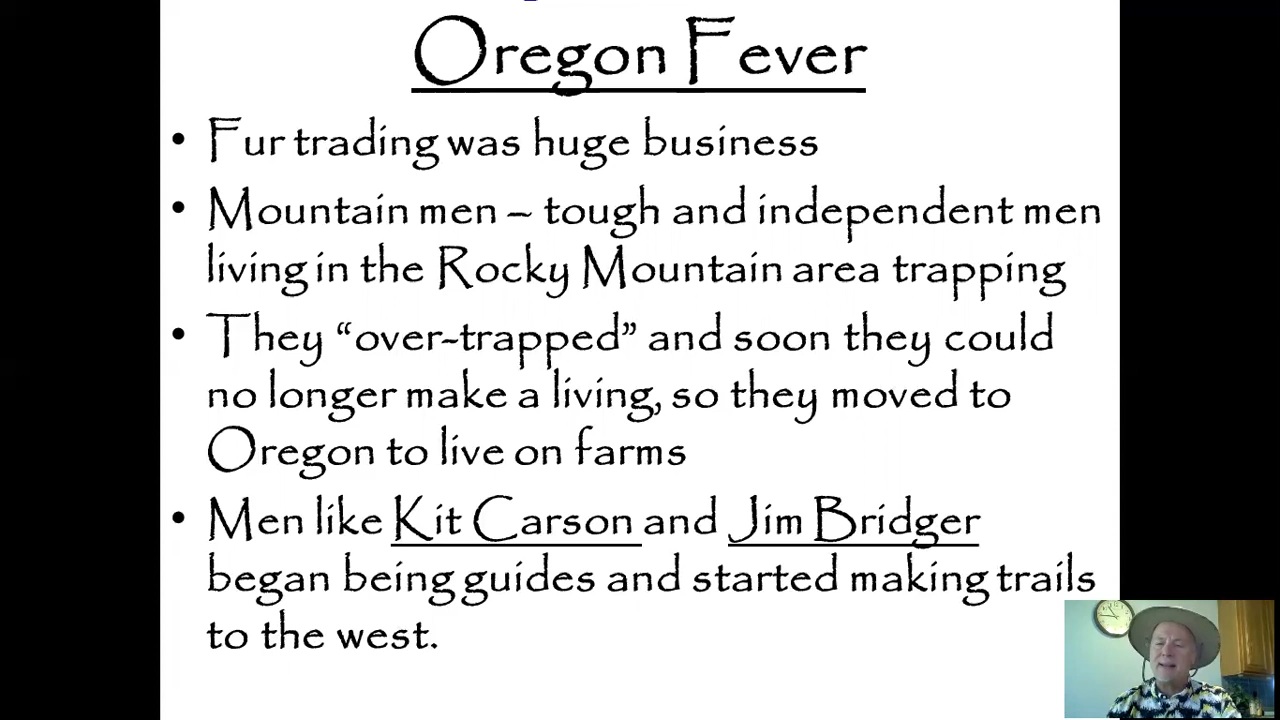 Oregon Fever
• Fur trading was huge business
• Mountain men – tough and independent men
living in the Rocky Mountain area trapping
• They “over-trapped” and soon they could
no longer make a living, so they moved to
Oregon to live on farms
• Men like Kit Carson and Jim Bridger
began being guides and started making trails
to the west.